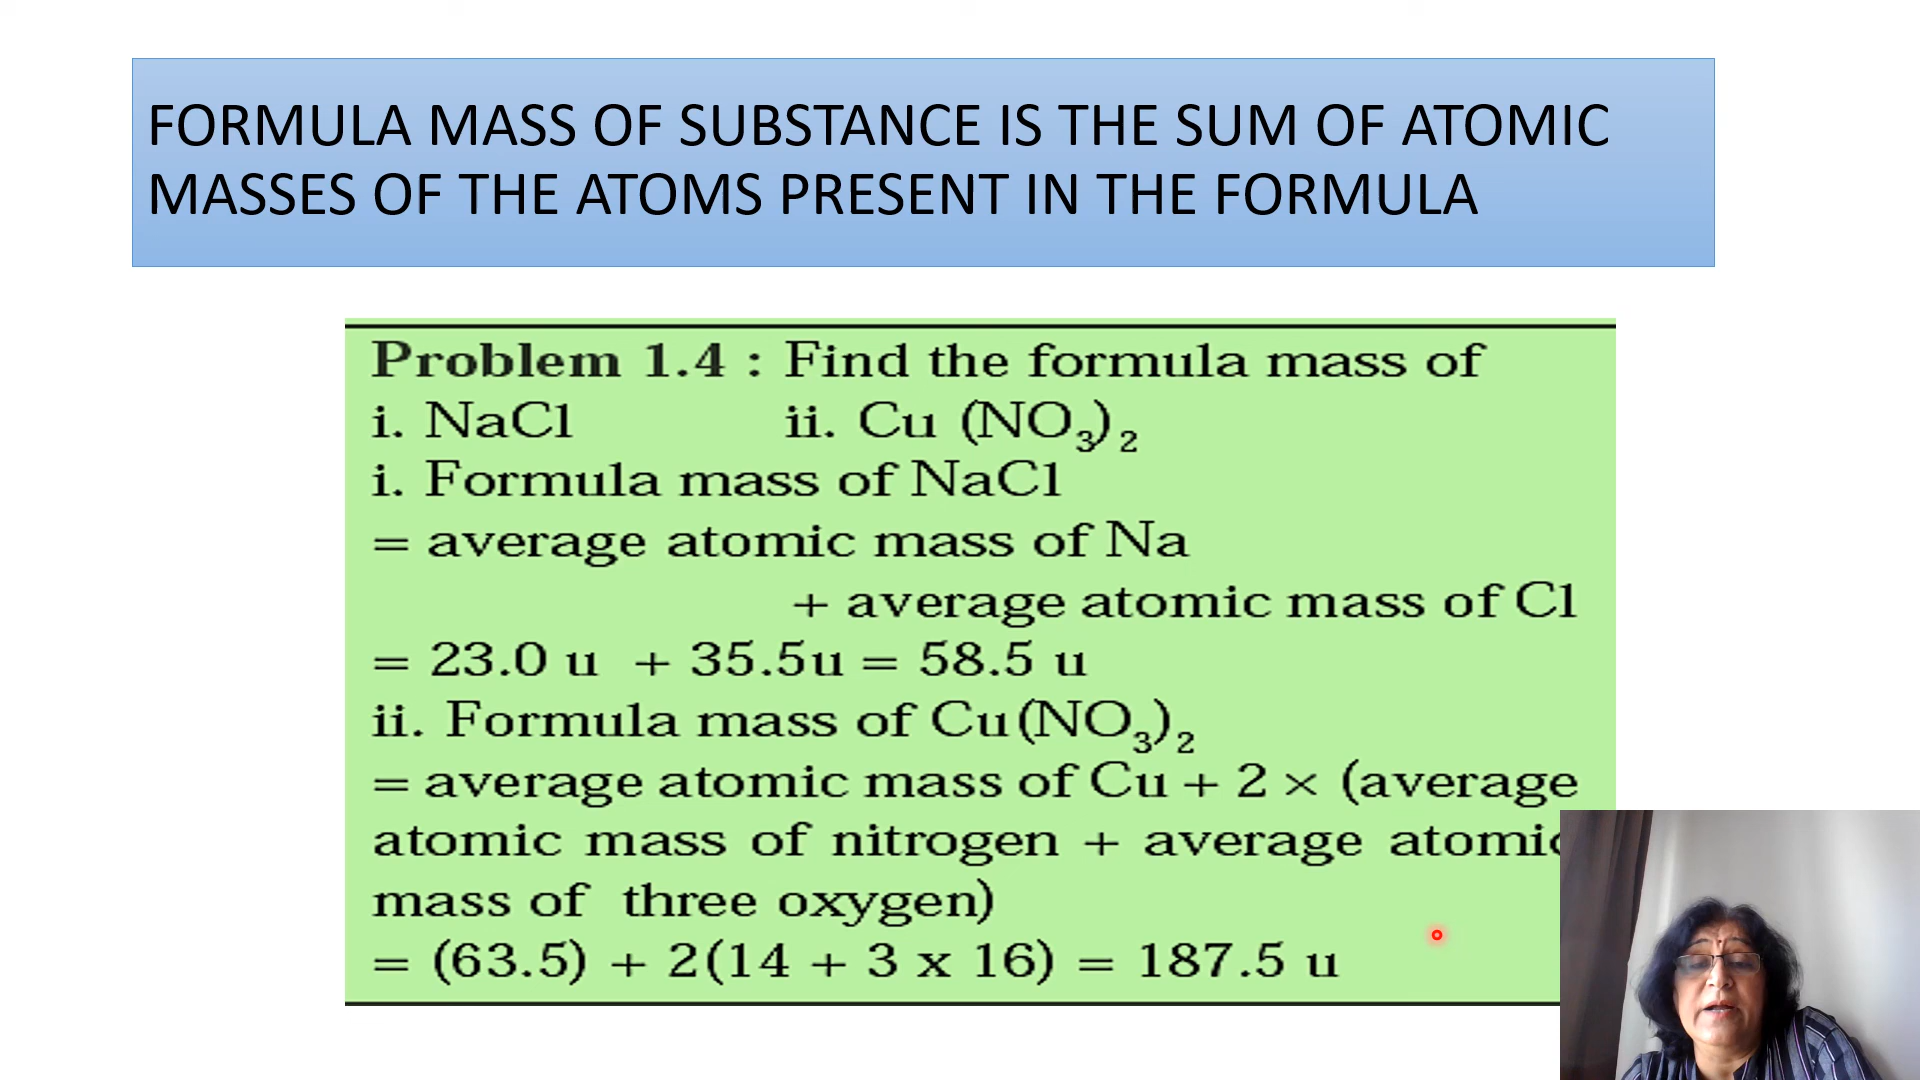 FORMULA MASS OF SUBSTANCE IS THE SUM OF ATOMIC
MASSES OF THE ATOMS PRESENT IN THE FORMULA
Problem 1.4 : Find the formula mass of
i. NaCl ii. Cu (NO₃)₂
i. Formula mass of NaCl
= average atomic mass of Na
+ average atomic mass of Cl
= 23.0 u + 35.5u = 58.5 u
ii. Formula mass of Cu(NO₃)₂
= average atomic mass of Cu + 2 × (average
atomic mass of nitrogen + average atomic
mass of three oxygen)
= (63.5) + 2(14 + 3 x 16) = 187.5 u